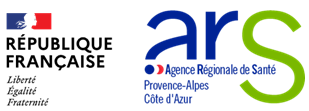 RÉPUBLIQUE
FRANÇAISE
Liberté
Égalité
Fraternité
ars
Agence Régionale de Santé
Provence-Alpes
Côte d'Azur